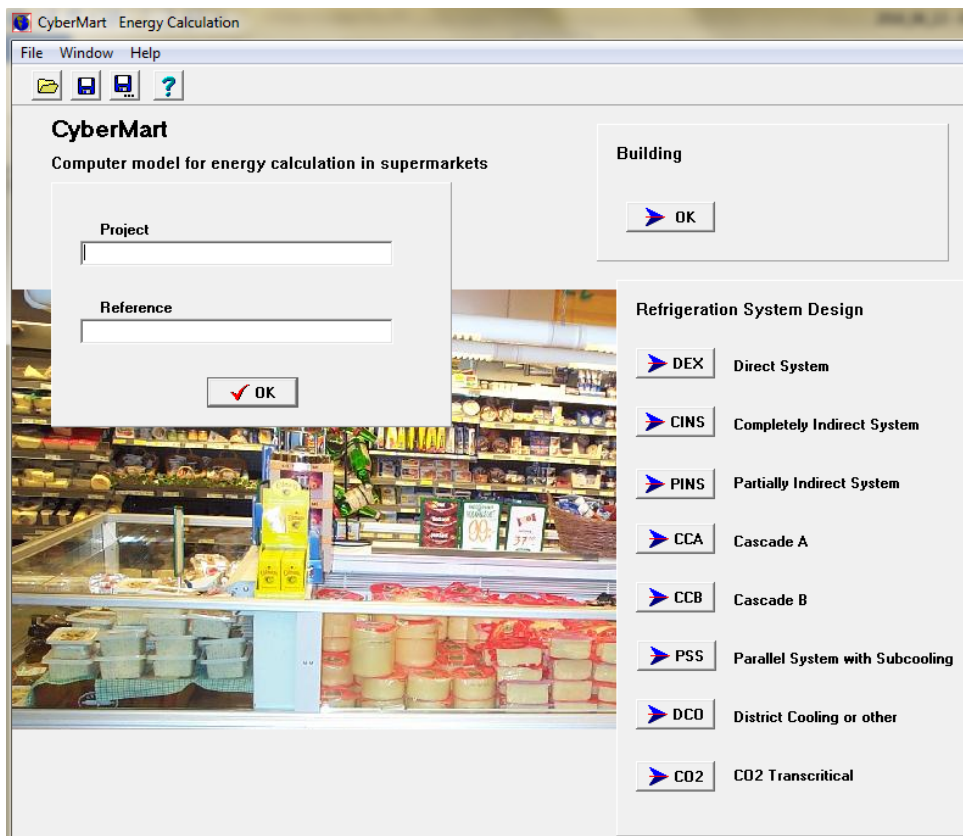 CyberMart Energy Calculation
File Window Help
CyberMart
Computer model for energy calculation in supermarkets
Project
Reference
OK
Building
OK
Refrigeration System Design
DEX Direct System
CINS Completely Indirect System
PINS Partially Indirect System
CCA Cascade A
CCB Cascade B
PSS Parallel System with Subcooling
DCO District Cooling or other
CO2 CO2 Transcritical